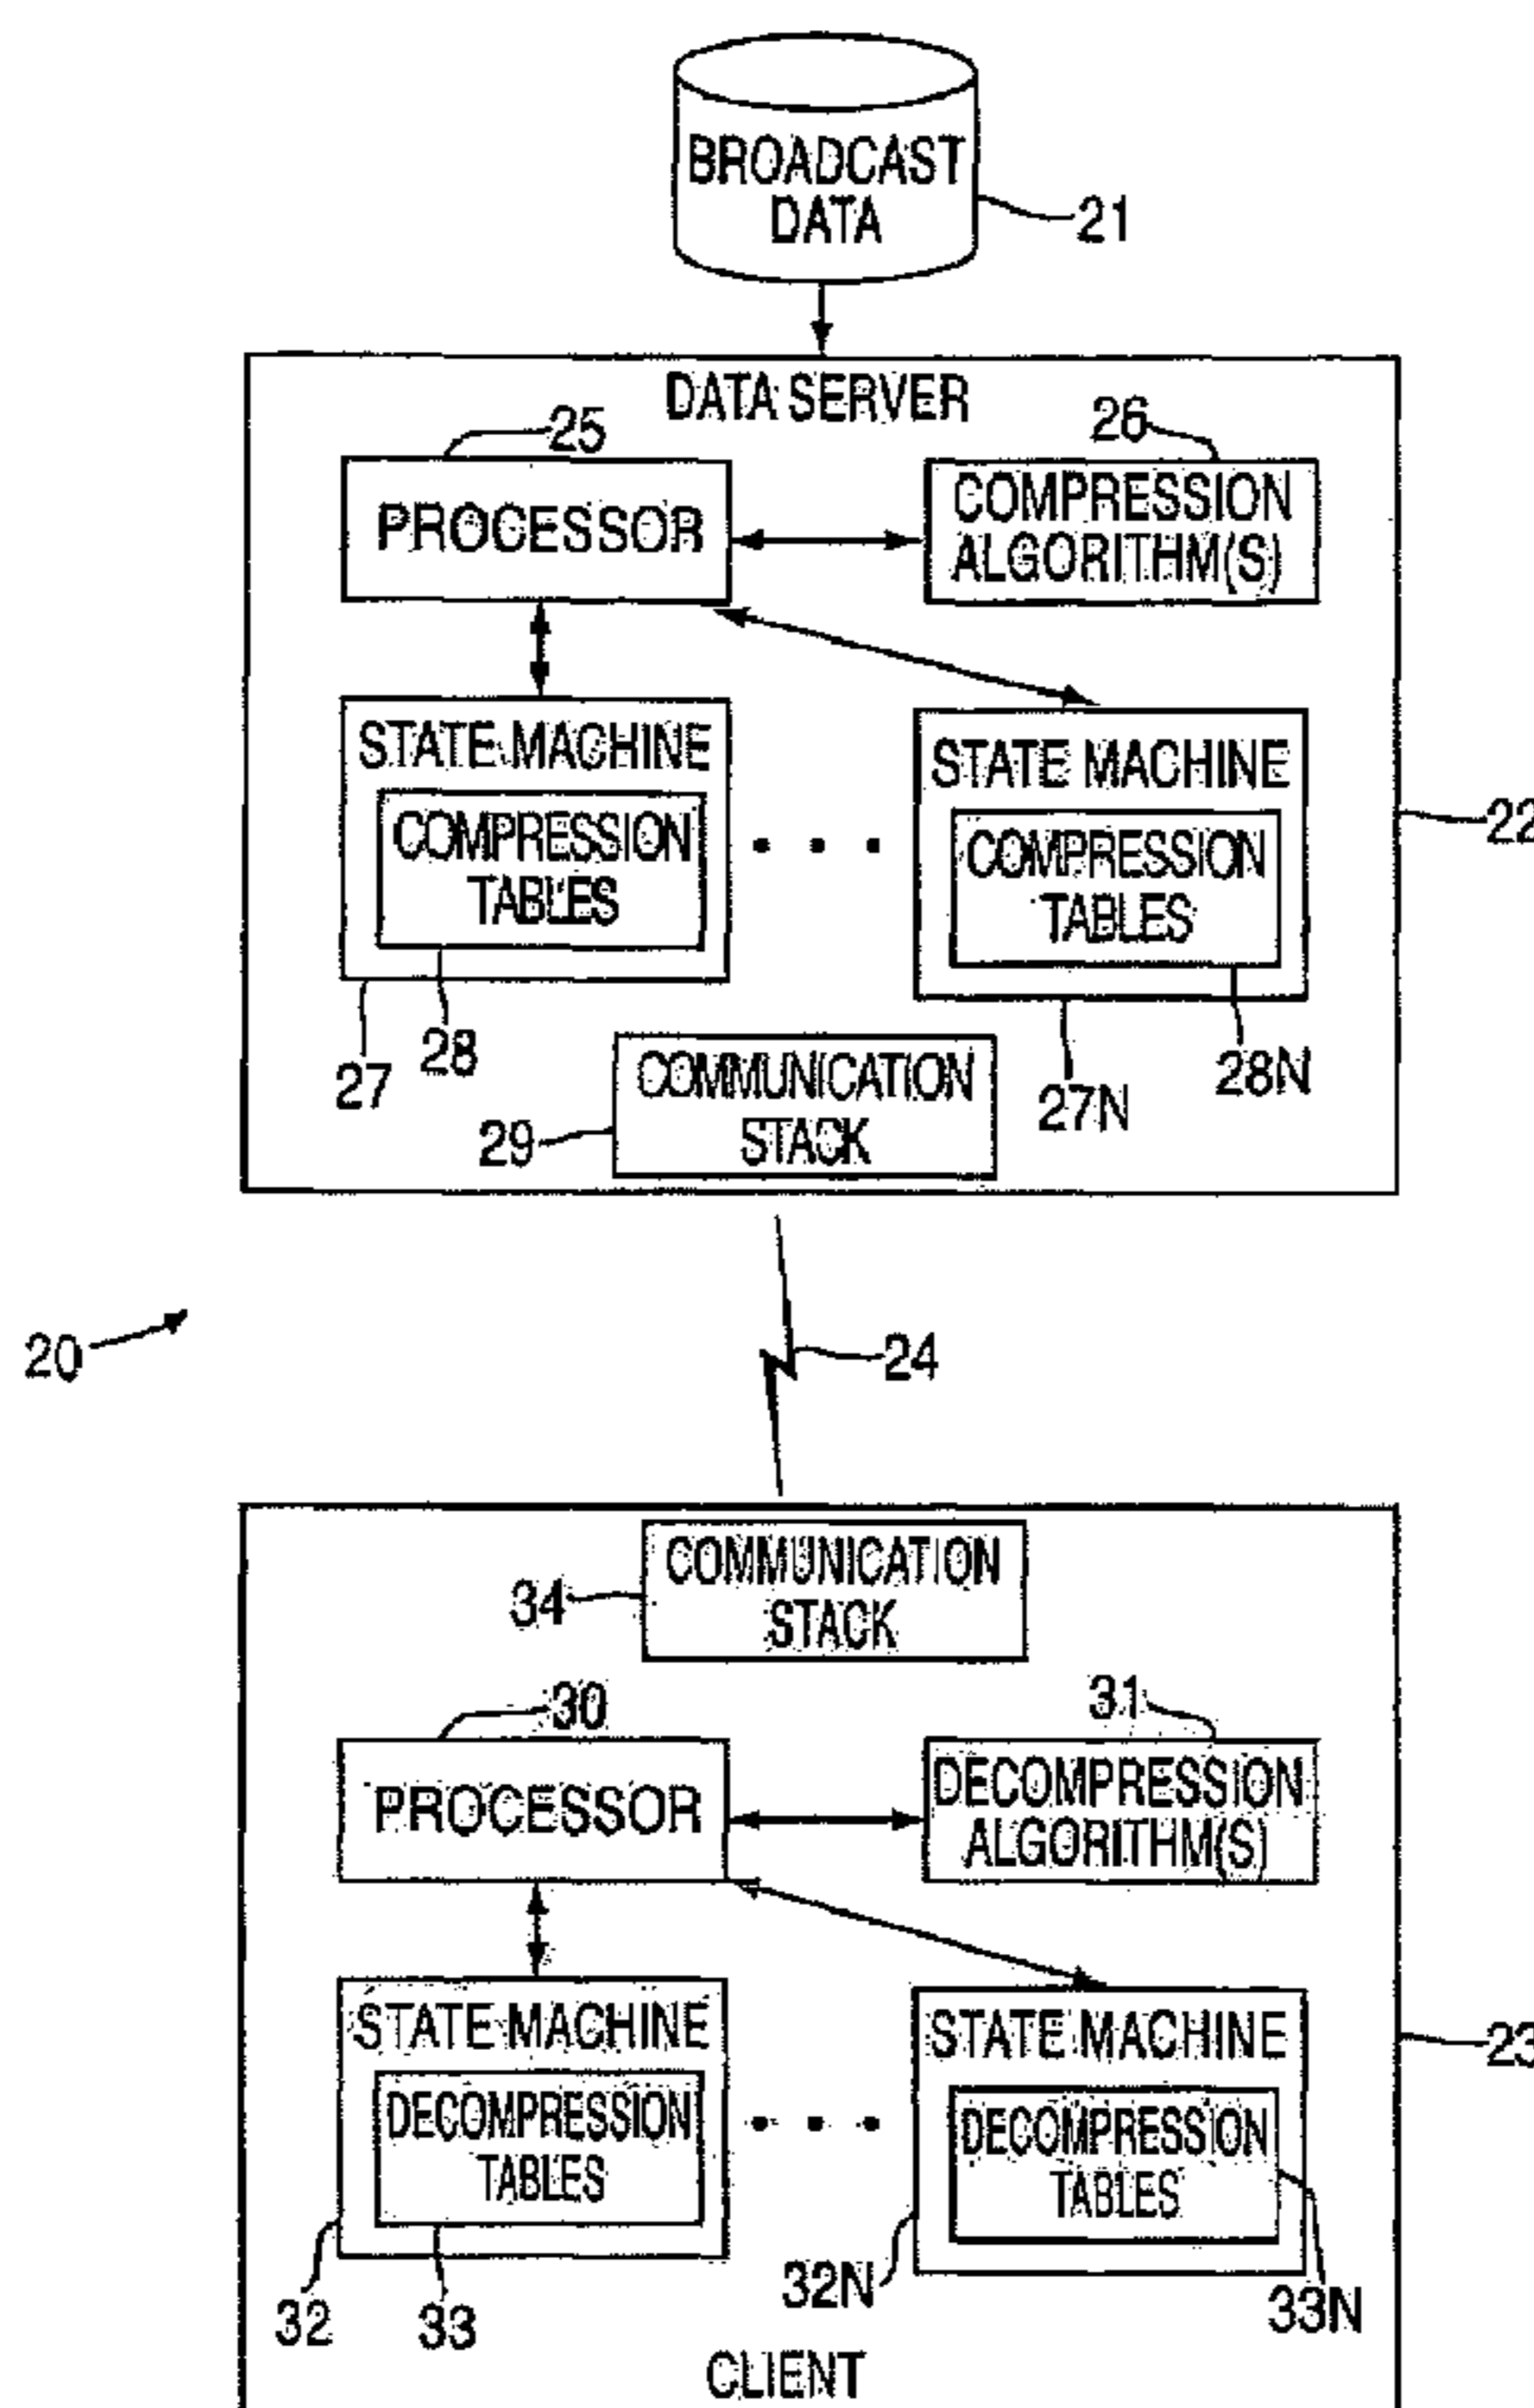 BROADCAST
DATA
21
DATA SERVER
25
26
PROCESSOR
COMPRESSION
ALGORITHM(S)
STATE MACHINE
COMPRESSION
TABLES
STATE MACHINE
COMPRESSION
TABLES
22
27
28
27N
28N
COMMUNICATION
STACK
29
20
24
COMMUNICATION
STACK
34
30
31
PROCESSOR
DECOMPRESSION
ALGORITHM(S)
STATE MACHINE
DECOMPRESSION
TABLES
STATE MACHINE
DECOMPRESSION
TABLES
23
32
33
32N
33N
CLIENT